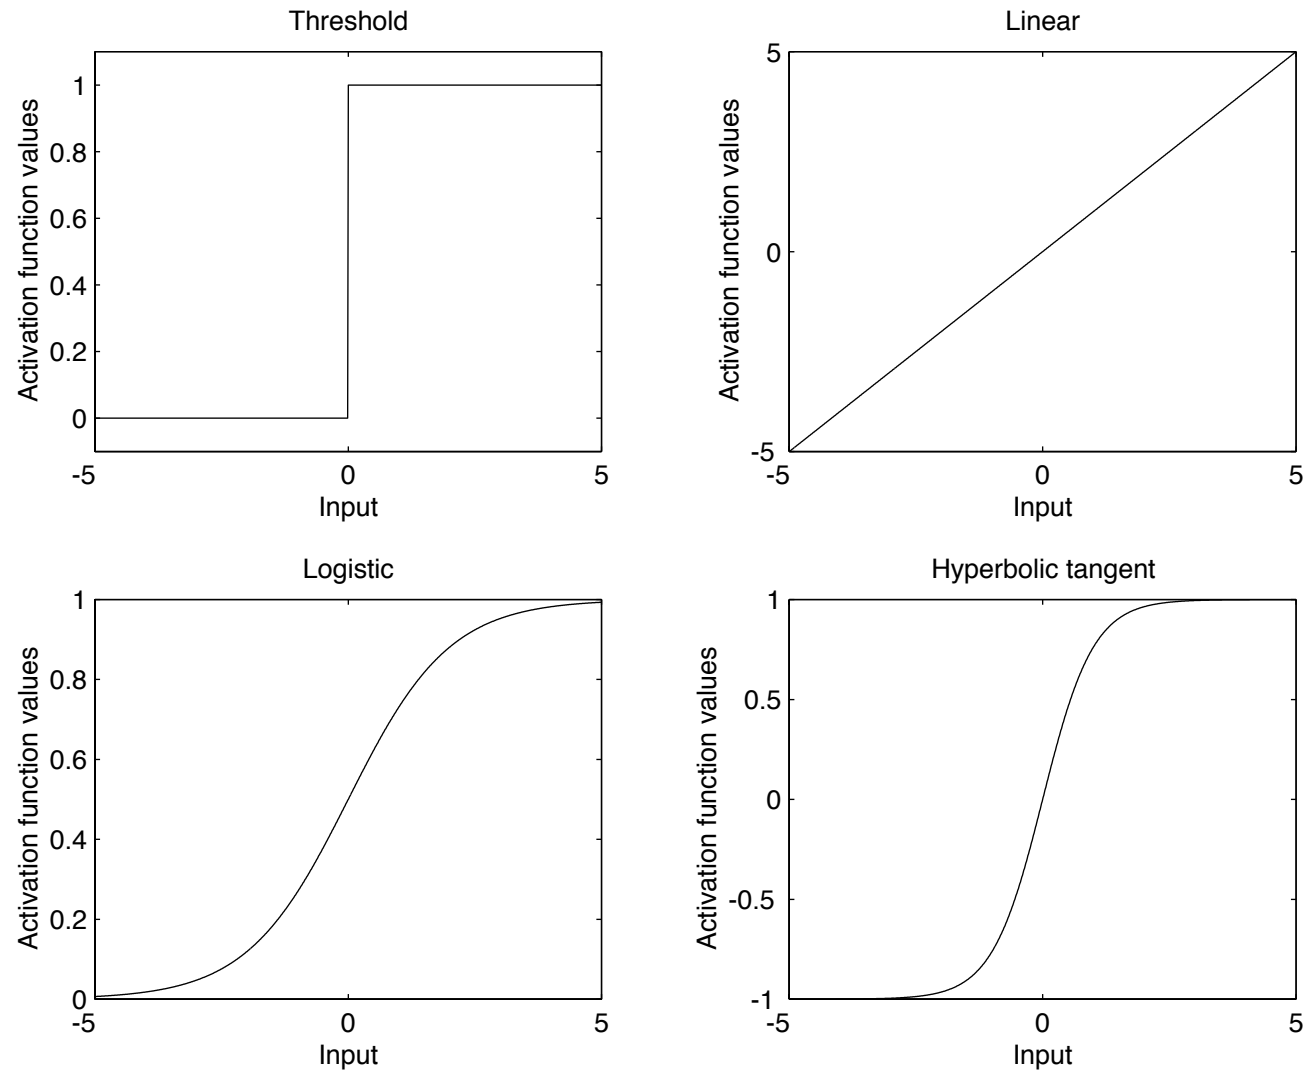 Threshold
Activation function values
1
0.8
0.6
0.4
0.2
0
-5
0
5
Input
Linear
Activation function values
5
0
-5
-5
0
5
Input
Logistic
Activation function values
1
0.8
0.6
0.4
0.2
0
-5
0
5
Input
Hyperbolic tangent
Activation function values
1
0.5
0
-0.5
-1
-5
0
5
Input